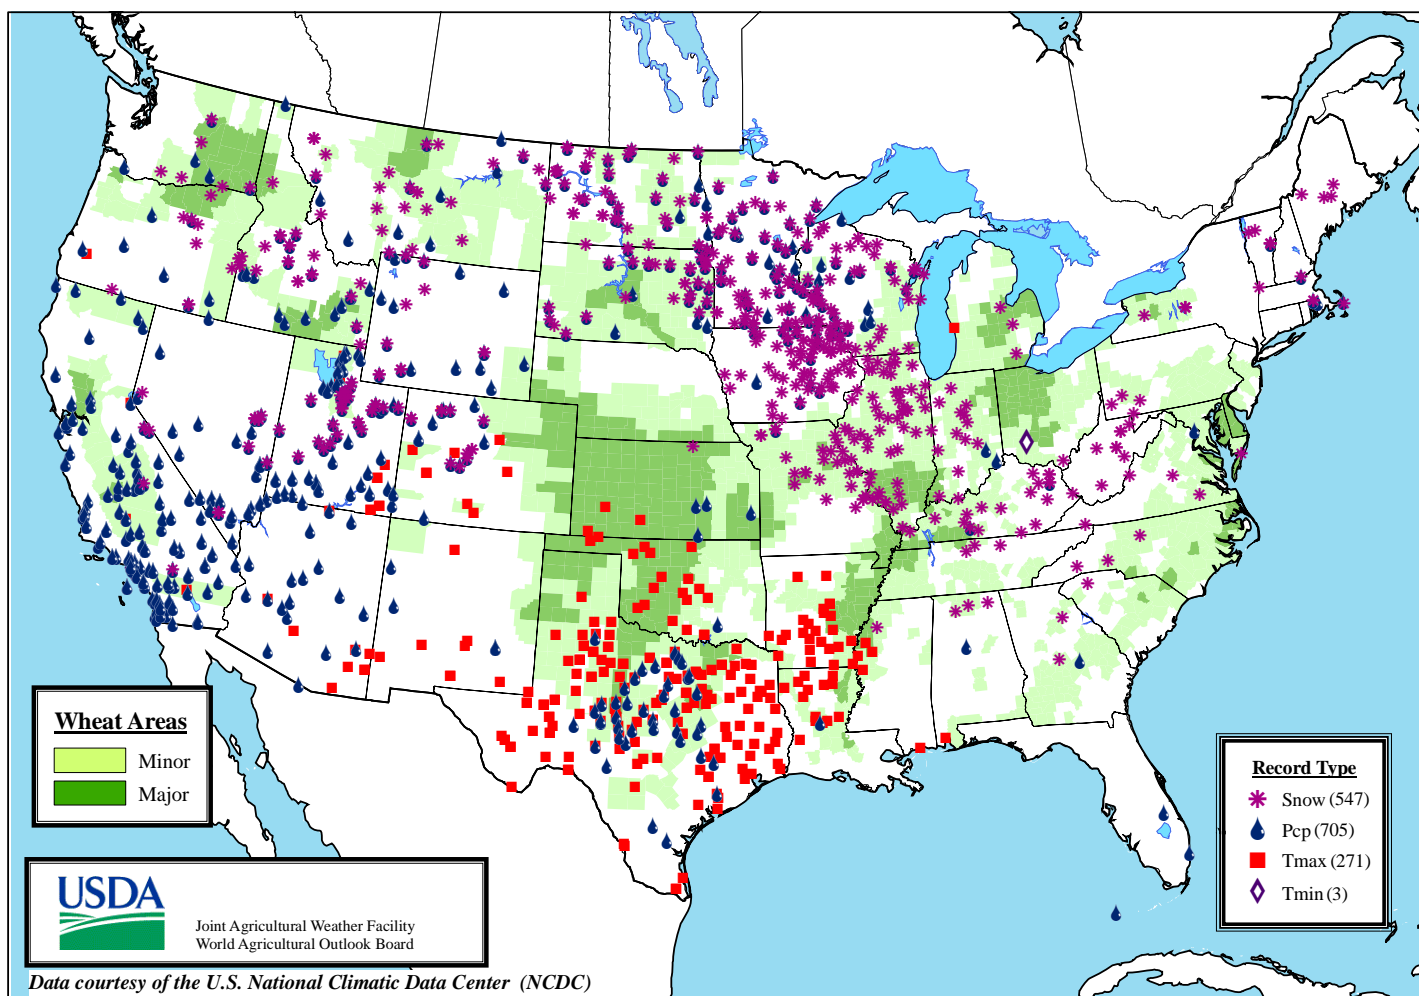 Wheat Areas
Minor
Major
Record Type
Snow (547)
Pcp (705)
Tmax (271)
Tmin (3)
USDA
Joint Agricultural Weather Facility
World Agricultural Outlook Board
Data courtesy of the U.S. National Climatic Data Center (NCDC)